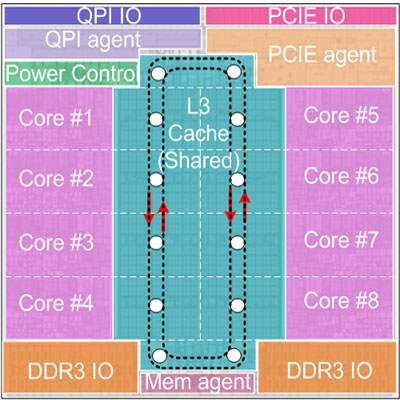 QPI IO
PCIE IO
QPI agent
PCIE agent
Power Contro
L3
Cache
(Shared)
Core #1
Core #5
Core #2
Core #6
Core #3
Core #7
Core #4
Core #8
DDR3 IO
DDR3 IO
Mem agent